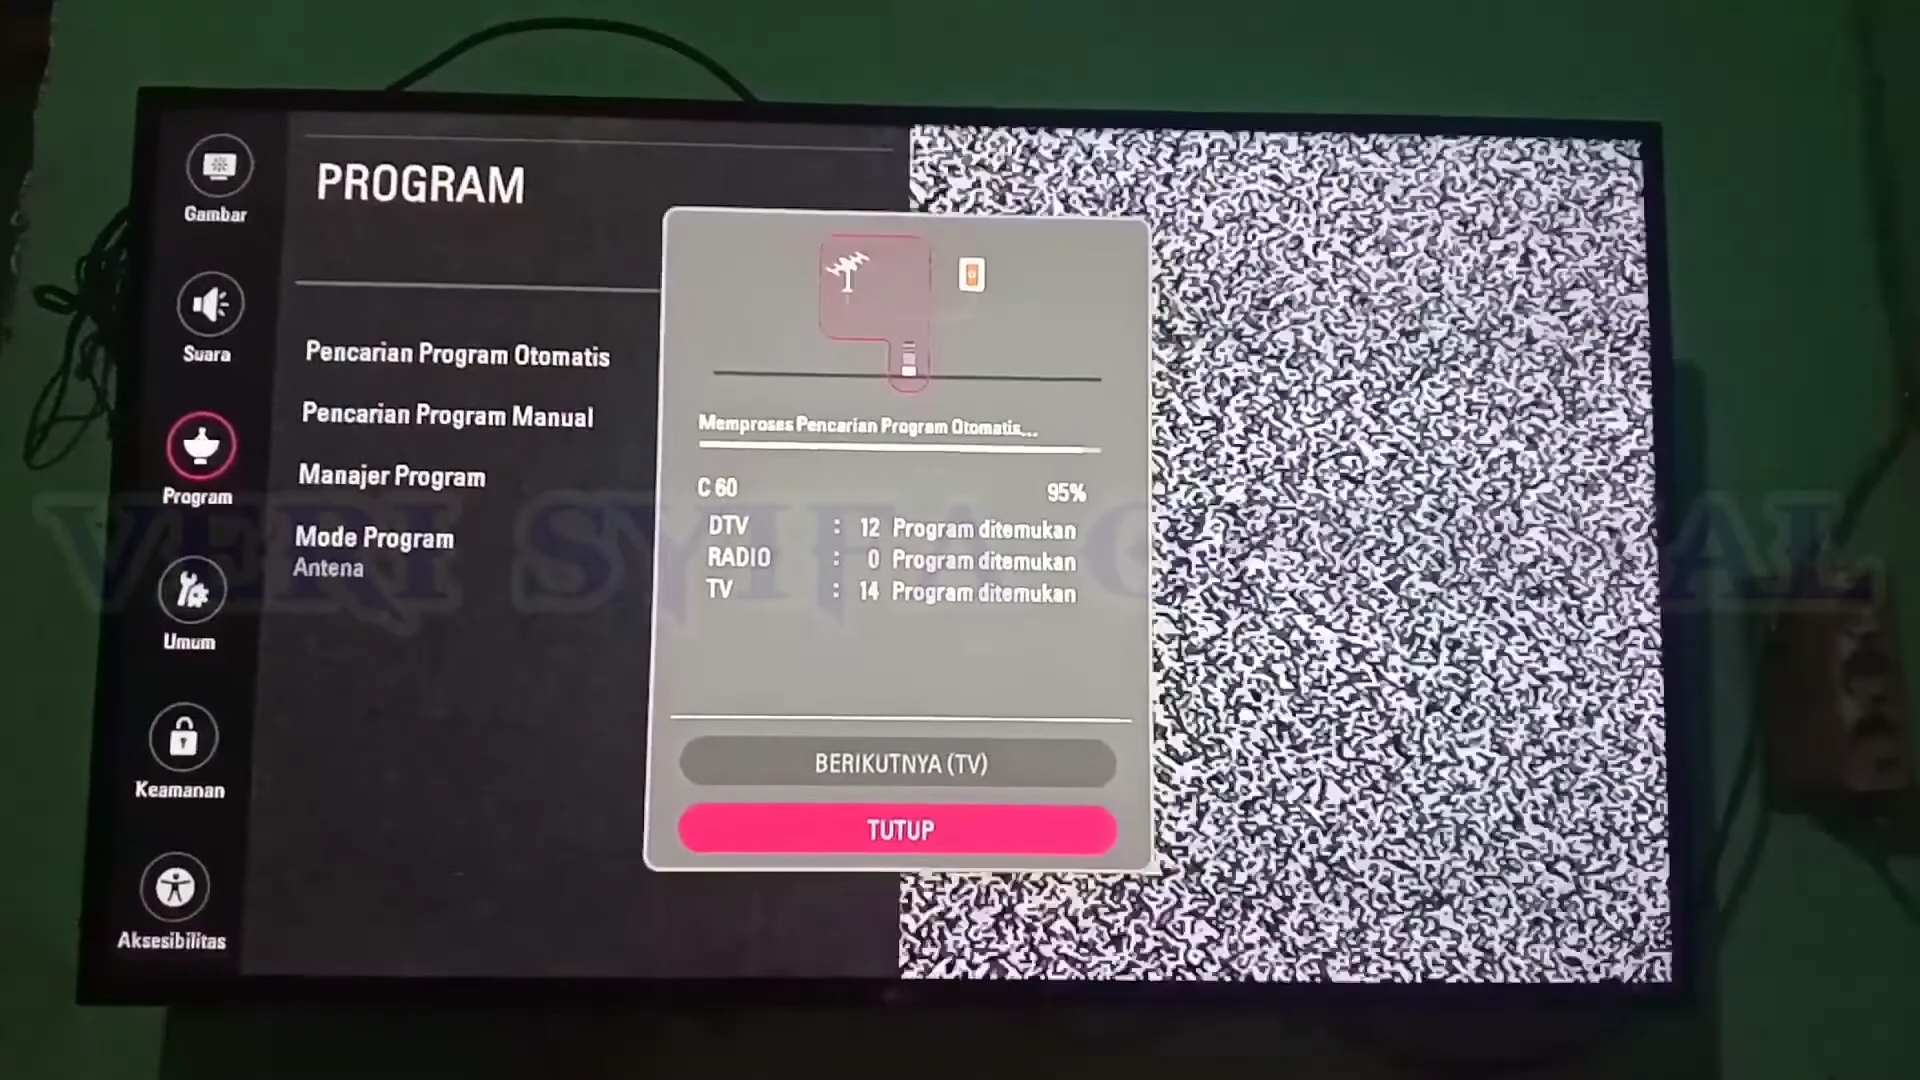 PROGRAM
Gambar
Suara
Program
Umum
Keamanan
Aksesibilitas
Pencarian Program Otomatis
Pencarian Program Manual
Manajer Program
Mode Program
Antena
Memproses Pencarian Program Otomatis...
C 60 95%
DTV : 12 Program ditemukan
RADIO : 0 Program ditemukan
TV : 14 Program ditemukan
BERIKUTNYA (TV)
TUTUP
VERI SYIFA